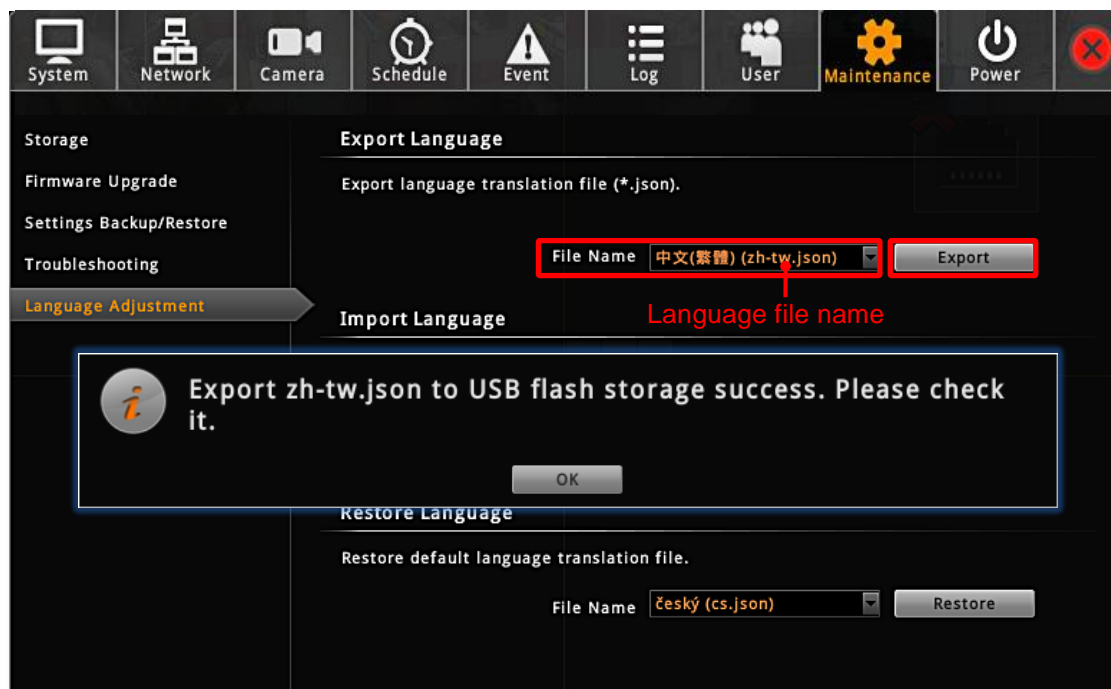 System Network Camera Schedule Event Log User Maintenance Power
Storage
Firmware Upgrade
Settings Backup/Restore
Troubleshooting
Language Adjustment
Export Language
Export language translation file (*.json).
File Name 中文(繁體) (zh-tw.json) Export
Language file name
Import Language
i
Export zh-tw.json to USB flash storage success. Please check
it.
OK
Restore Language
Restore default language translation file.
File Name český (cs.json) Restore